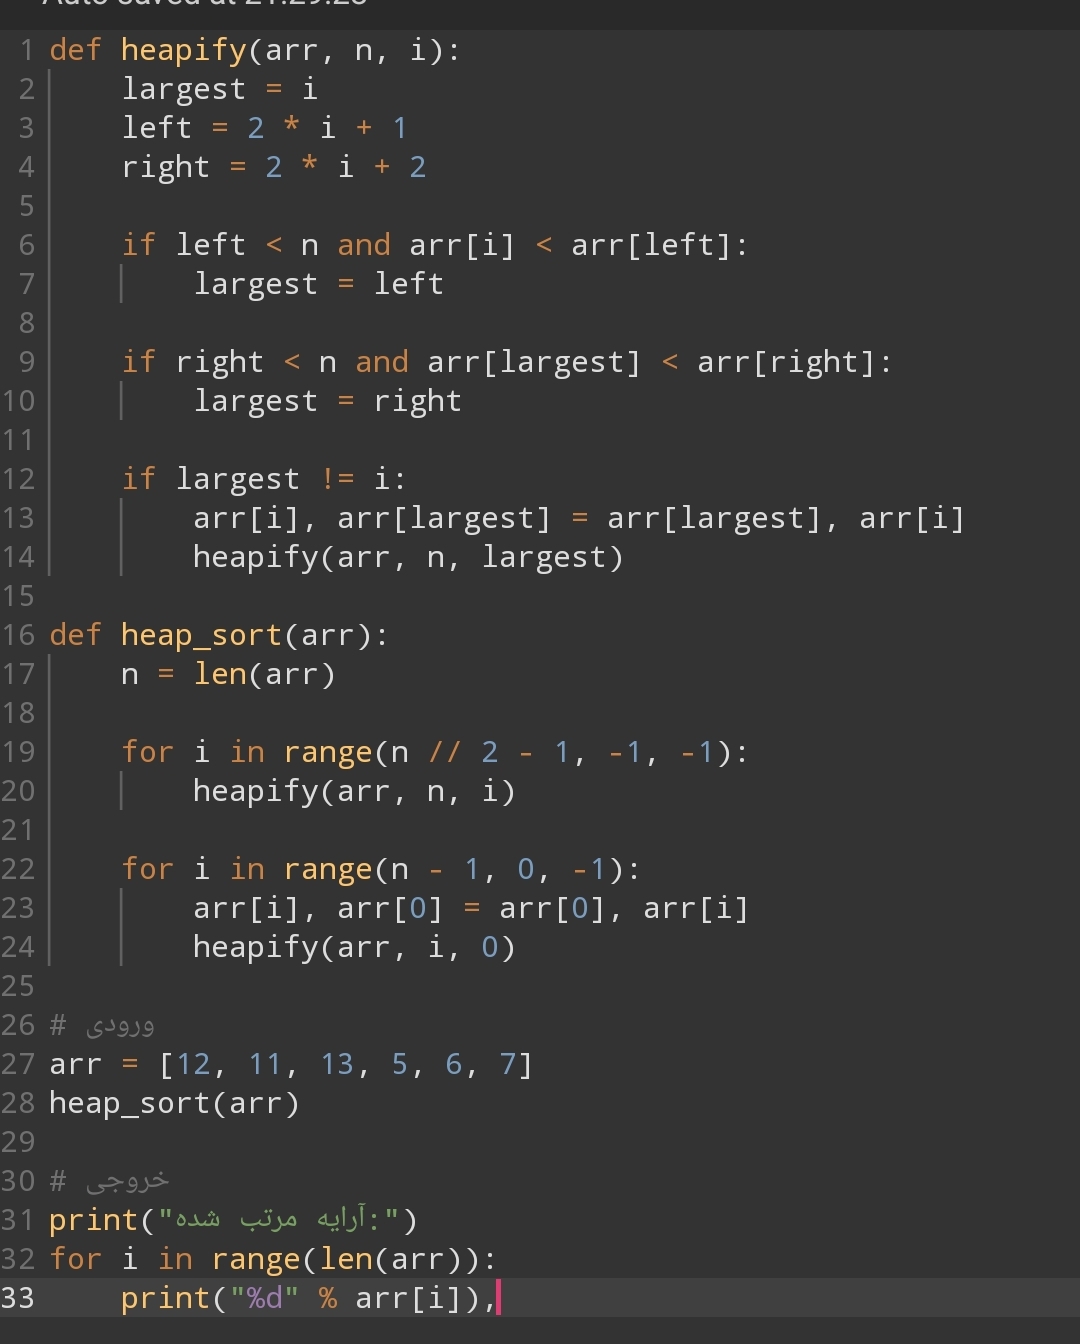 Auto saved at 21:29:28
1 def heapify(arr, n, i):
2     largest = i
3     left = 2 * i + 1
4     right = 2 * i + 2
5
6     if left < n and arr[i] < arr[left]:
7         largest = left
8
9     if right < n and arr[largest] < arr[right]:
10         largest = right
11
12     if largest != i:
13         arr[i], arr[largest] = arr[largest], arr[i]
14         heapify(arr, n, largest)
15
16 def heap_sort(arr):
17     n = len(arr)
18
19     for i in range(n // 2 - 1, -1, -1):
20         heapify(arr, n, i)
21
22     for i in range(n - 1, 0, -1):
23         arr[i], arr[0] = arr[0], arr[i]
24         heapify(arr, i, 0)
25
26 # ورودی
27 arr = [12, 11, 13, 5, 6, 7]
28 heap_sort(arr)
29
30 # خروجی
31 print("آرایه مرتب شده:")
32 for i in range(len(arr)):
33     print("%d" % arr[i]),